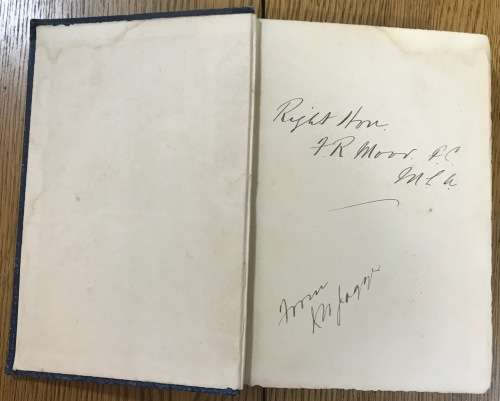 Right Hon.
F R Moor P.C.
M L A
From